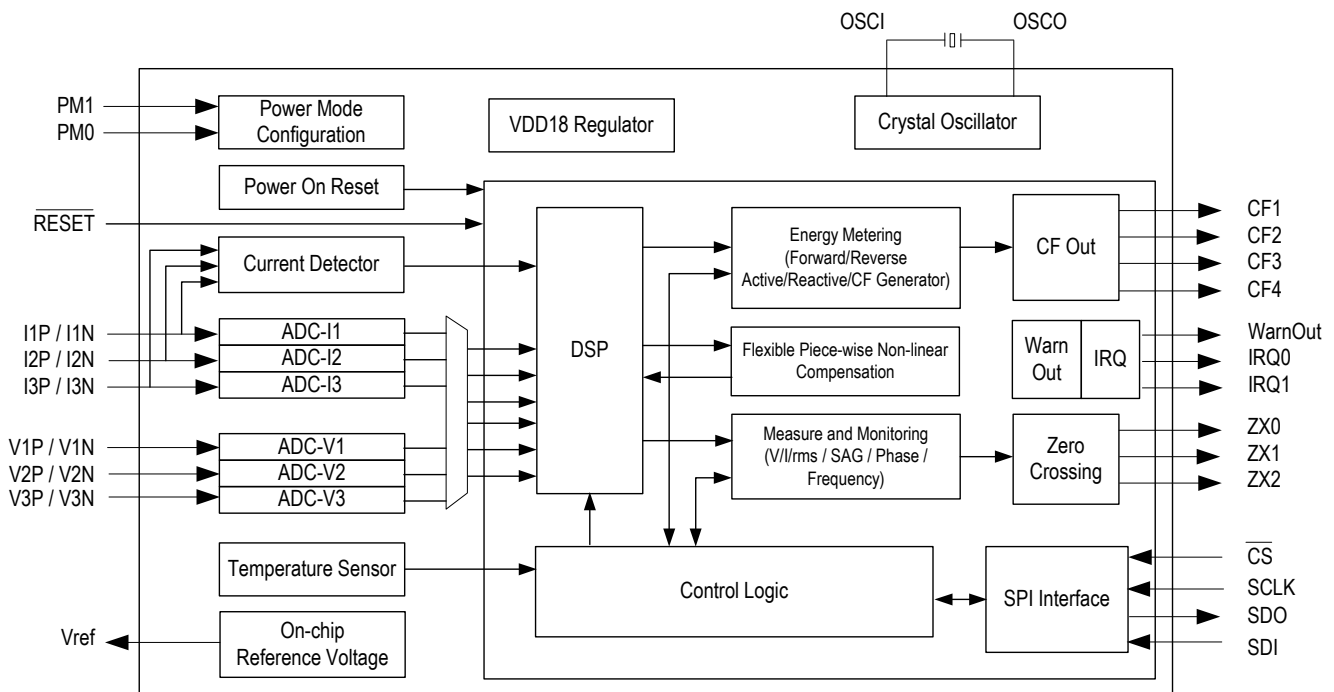 OSCI
OSCO
PM1
PM0
Power Mode
Configuration
VDD18 Regulator
Crystal Oscillator
Power On Reset
RESET
Current Detector
I1P / I1N
I2P / I2N
I3P / I3N
ADC-I1
ADC-I2
ADC-I3
V1P / V1N
V2P / V2N
V3P / V3N
ADC-V1
ADC-V2
ADC-V3
Temperature Sensor
Vref
On-chip
Reference Voltage
DSP
Energy Metering
(Forward/Reverse
Active/Reactive/CF Generator)
Flexible Piece-wise Non-linear
Compensation
Measure and Monitoring
(V/I/rms / SAG / Phase /
Frequency)
Control Logic
CF Out
CF1
CF2
CF3
CF4
Warn
Out
IRQ
WarnOut
IRQ0
IRQ1
Zero
Crossing
ZX0
ZX1
ZX2
SPI Interface
CS
SCLK
SDO
SDI